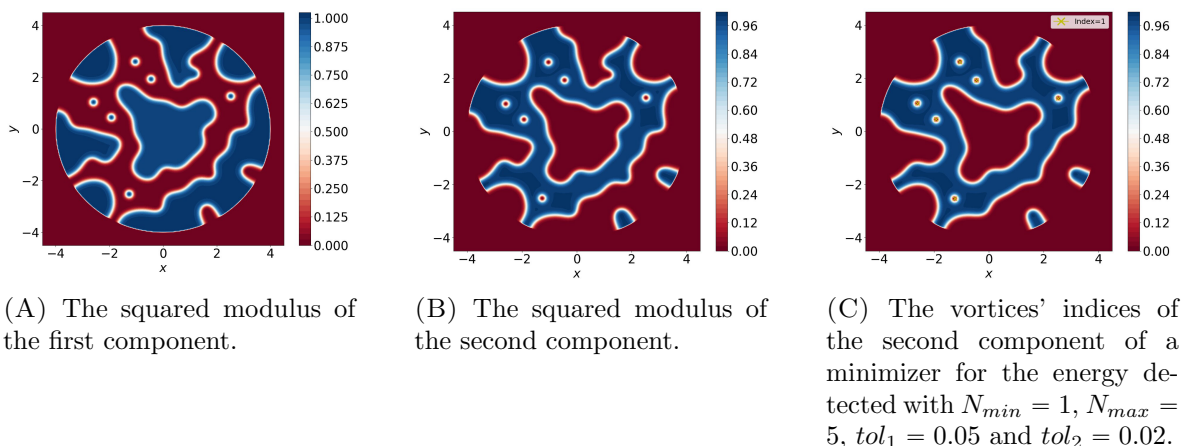 4
2
0
−2
−4
y
−4 −2 0 2 4
x
1.000
0.875
0.750
0.625
0.500
0.375
0.250
0.125
0.000
4
2
0
−2
−4
y
−4 −2 0 2 4
x
0.96
0.84
0.72
0.60
0.48
0.36
0.24
0.12
0.00
Index=1
4
2
0
−2
−4
y
−4 −2 0 2 4
x
0.96
0.84
0.72
0.60
0.48
0.36
0.24
0.12
0.00
(A) The squared modulus of
the first component.
(B) The squared modulus of
the second component.
(C) The vortices' indices of
the second component of a
minimizer for the energy de-
tected with N_min = 1, N_max =
5, tol_1 = 0.05 and tol_2 = 0.02.